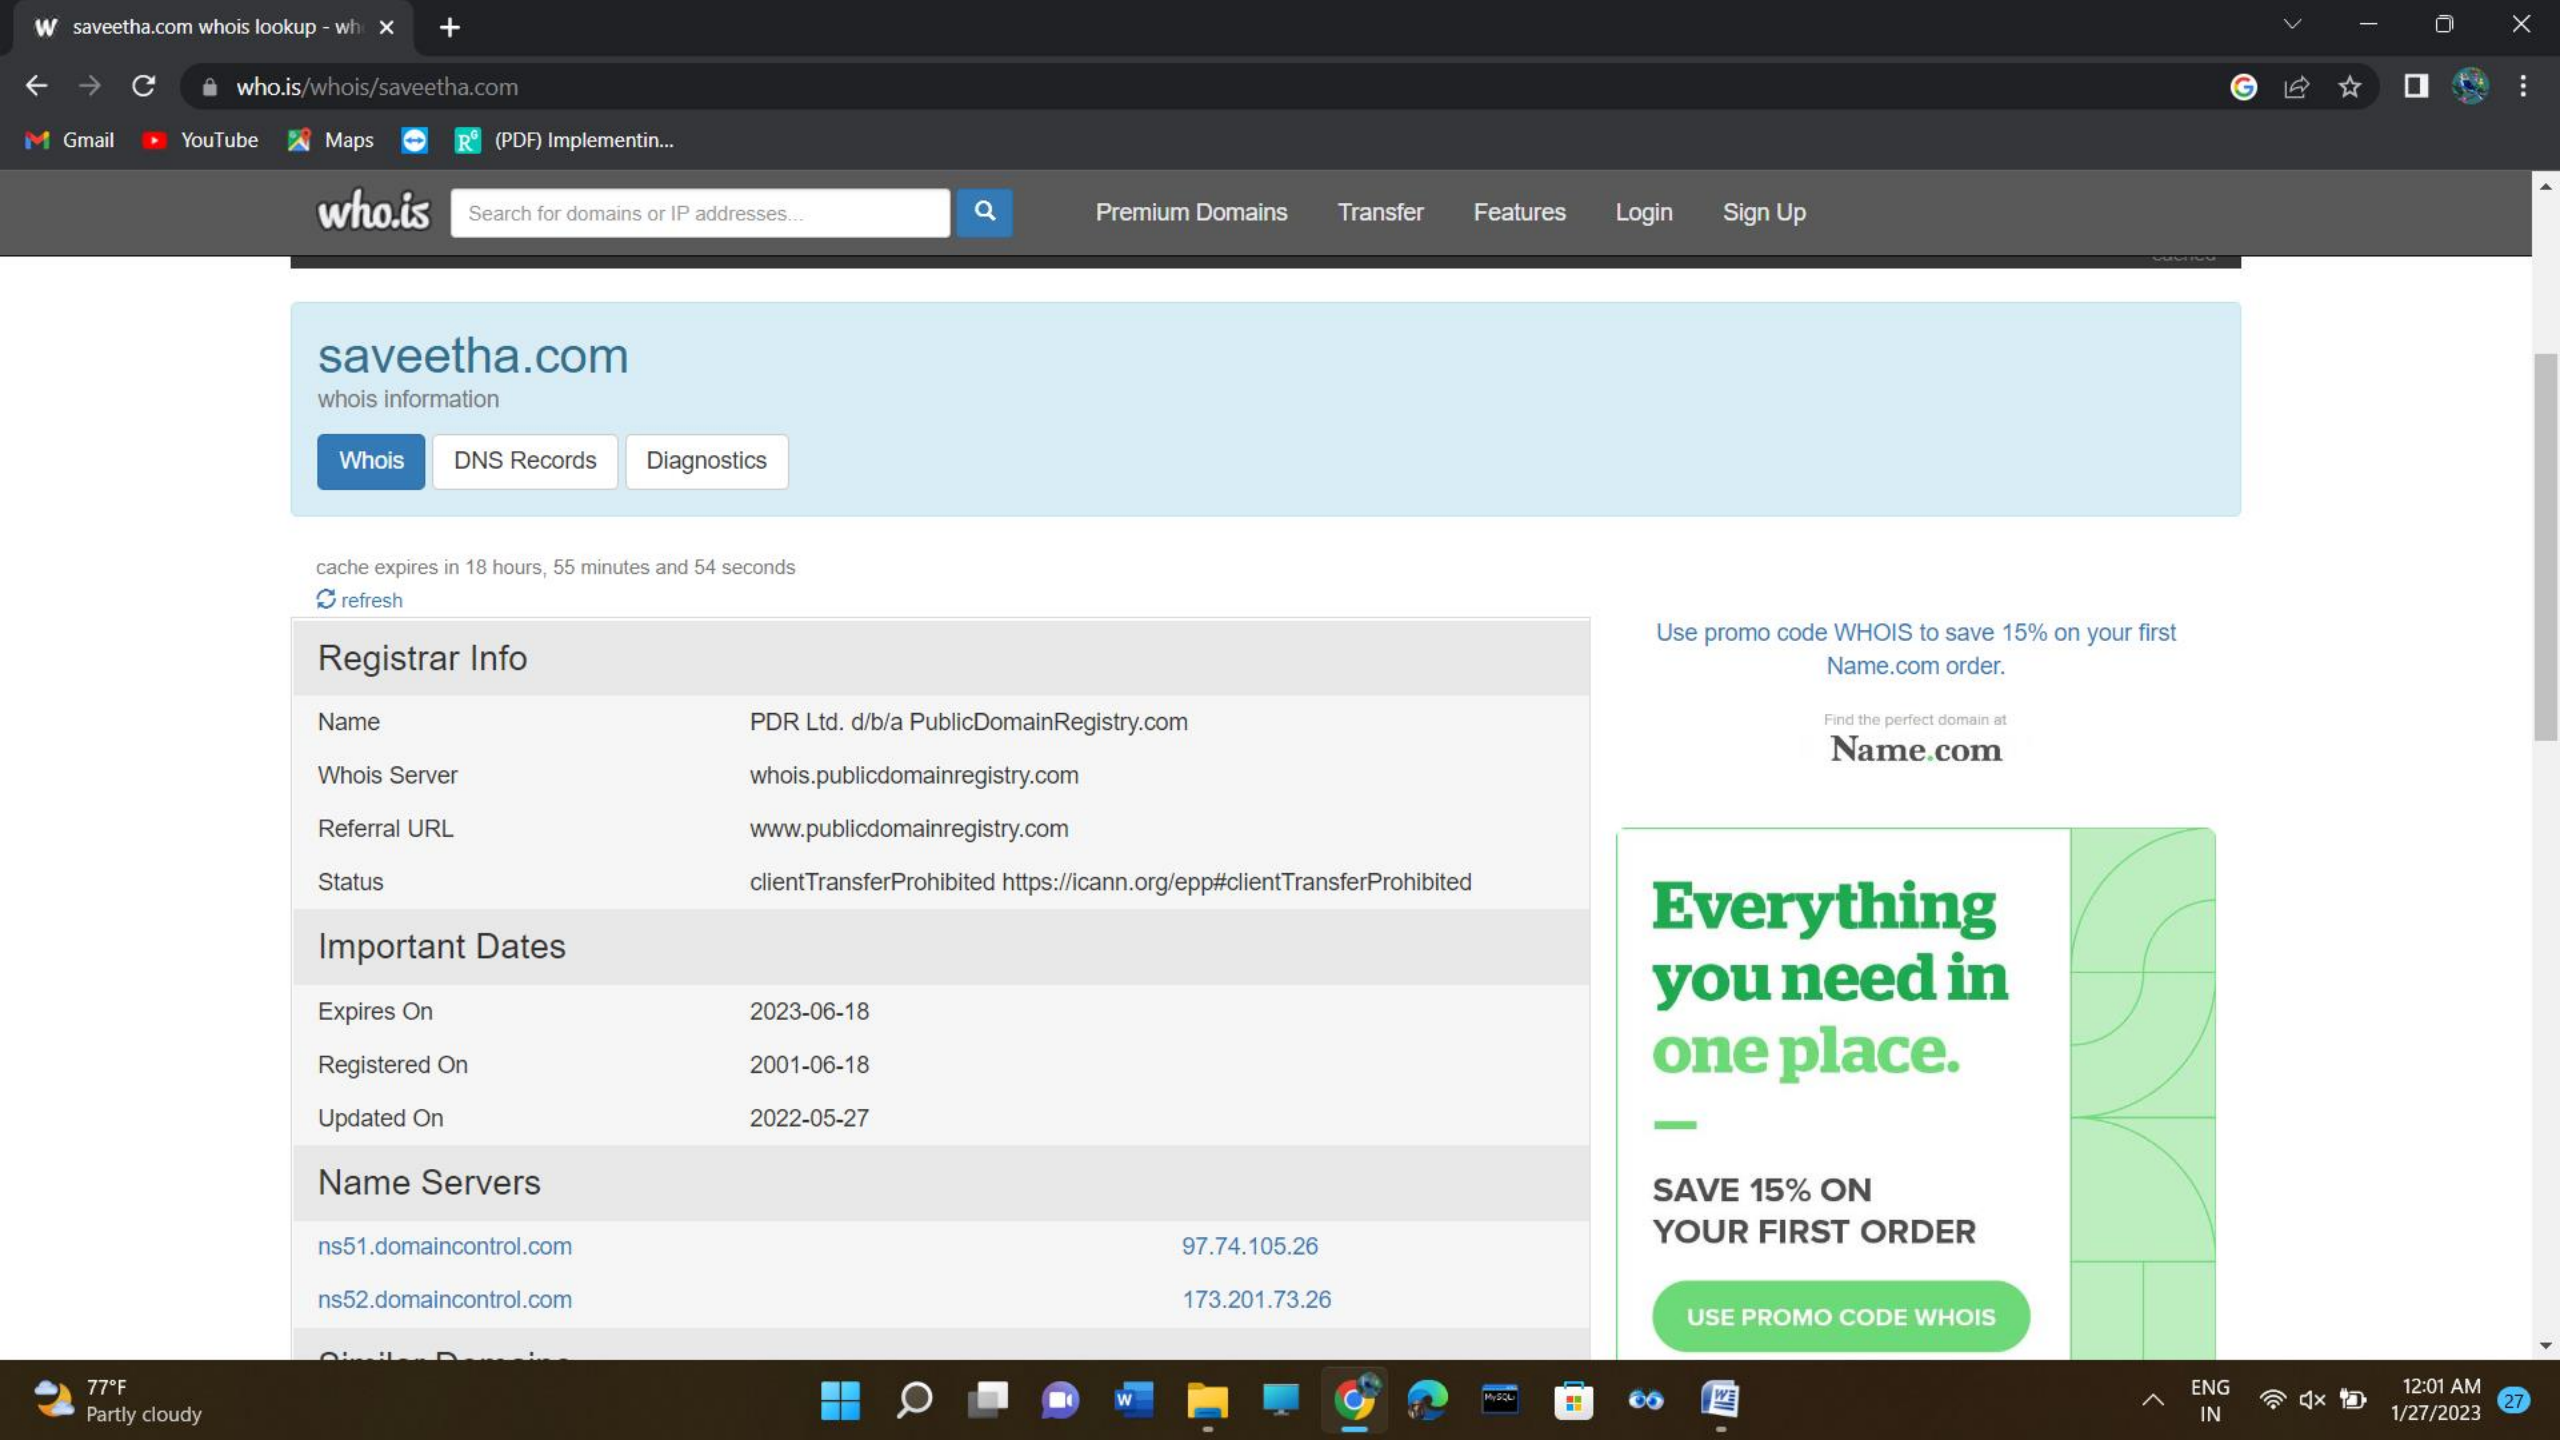 saveetha.com whois lookup - wh
who.is/whois/saveetha.com
Gmail
YouTube
Maps
(PDF) Implementin...
who.is
Search for domains or IP addresses...
Premium Domains
Transfer
Features
Login
Sign Up
cached
saveetha.com
whois information
Whois
DNS Records
Diagnostics
cache expires in 18 hours, 55 minutes and 54 seconds
refresh
Registrar Info
Name PDR Ltd. d/b/a PublicDomainRegistry.com
Whois Server whois.publicdomainregistry.com
Referral URL www.publicdomainregistry.com
Status clientTransferProhibited https://icann.org/epp#clientTransferProhibited
Important Dates
Expires On 2023-06-18
Registered On 2001-06-18
Updated On 2022-05-27
Name Servers
ns51.domaincontrol.com 97.74.105.26
ns52.domaincontrol.com 173.201.73.26
Similar Domains
Use promo code WHOIS to save 15% on your first
Name.com order.
Find the perfect domain at
Name.com
Everything
you need in
one place.
SAVE 15% ON
YOUR FIRST ORDER
USE PROMO CODE WHOIS
77°F
Partly cloudy
MySQL
ENG
IN
12:01 AM
1/27/2023
27